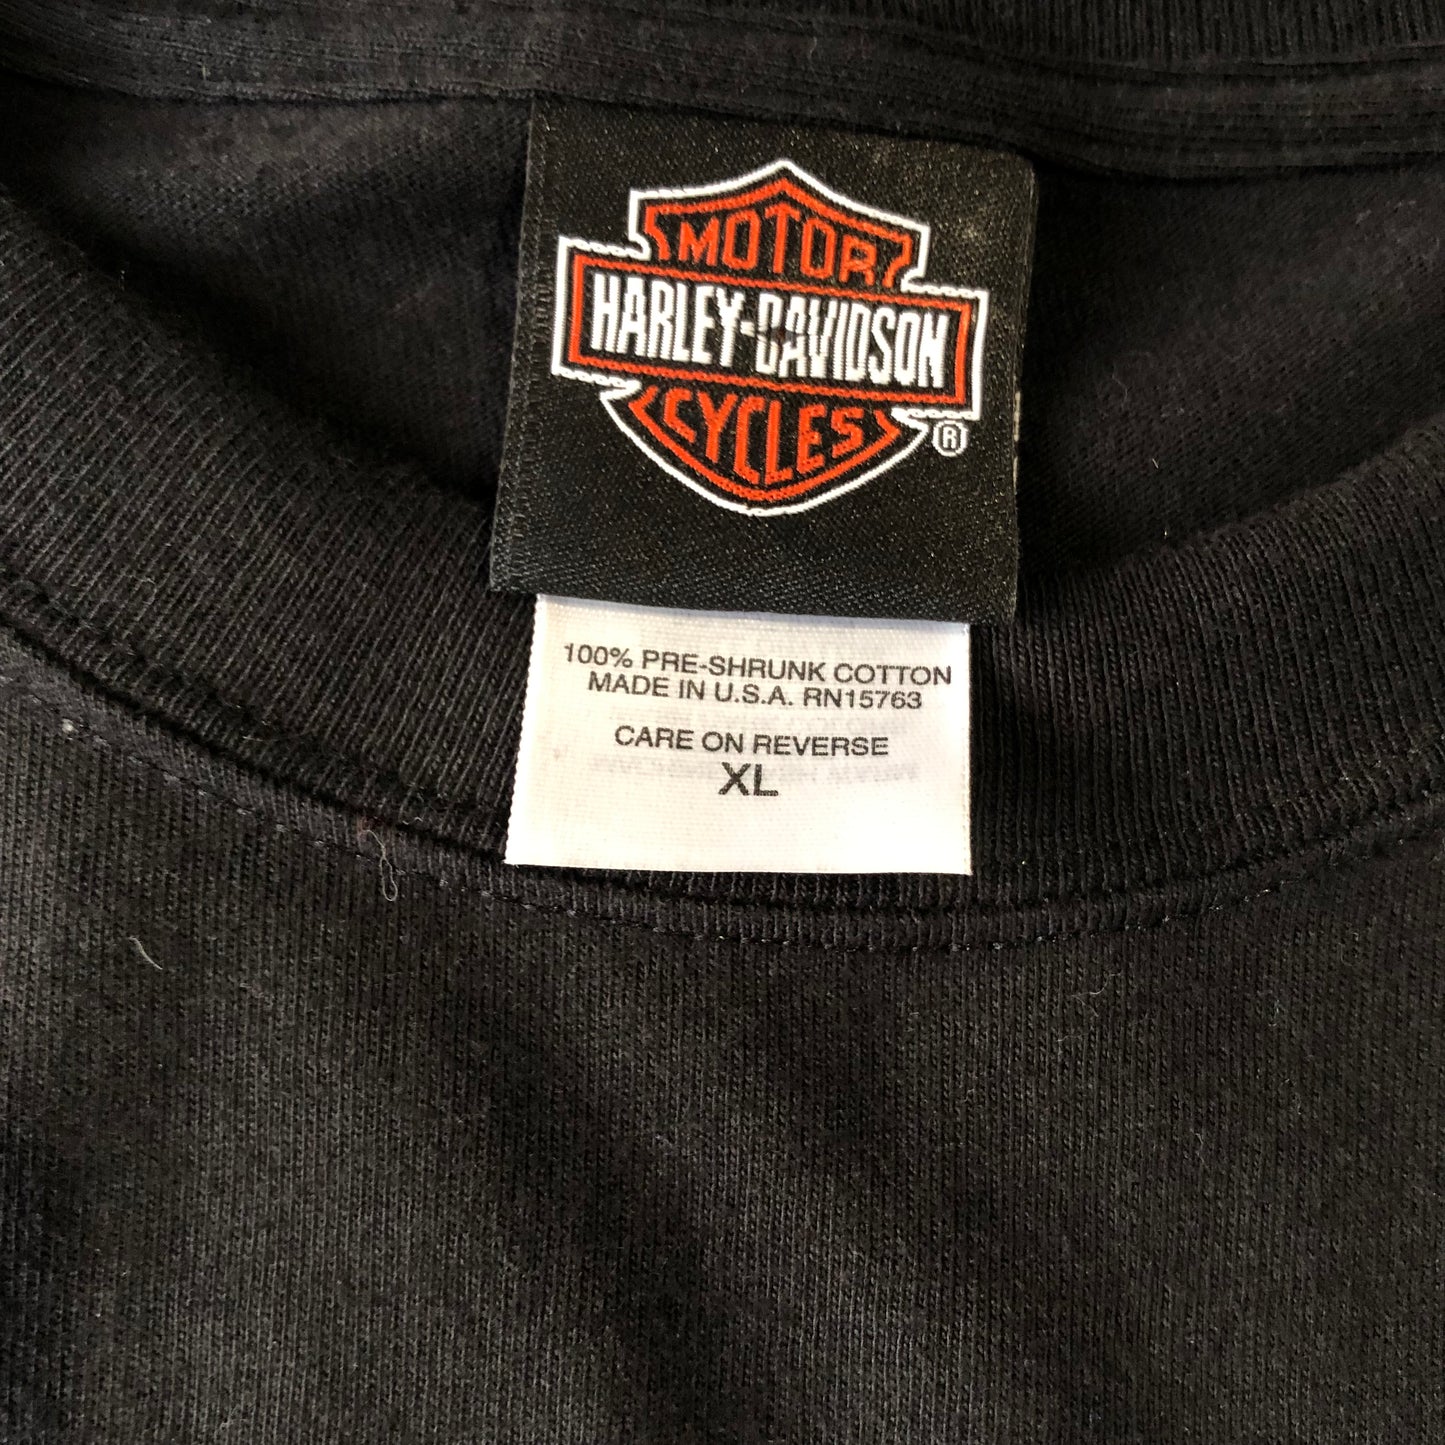 MOTOR
HARLEY-DAVIDSON
CYCLES
®
100% PRE-SHRUNK COTTON
MADE IN U.S.A. RN15763
CARE ON REVERSE
XL